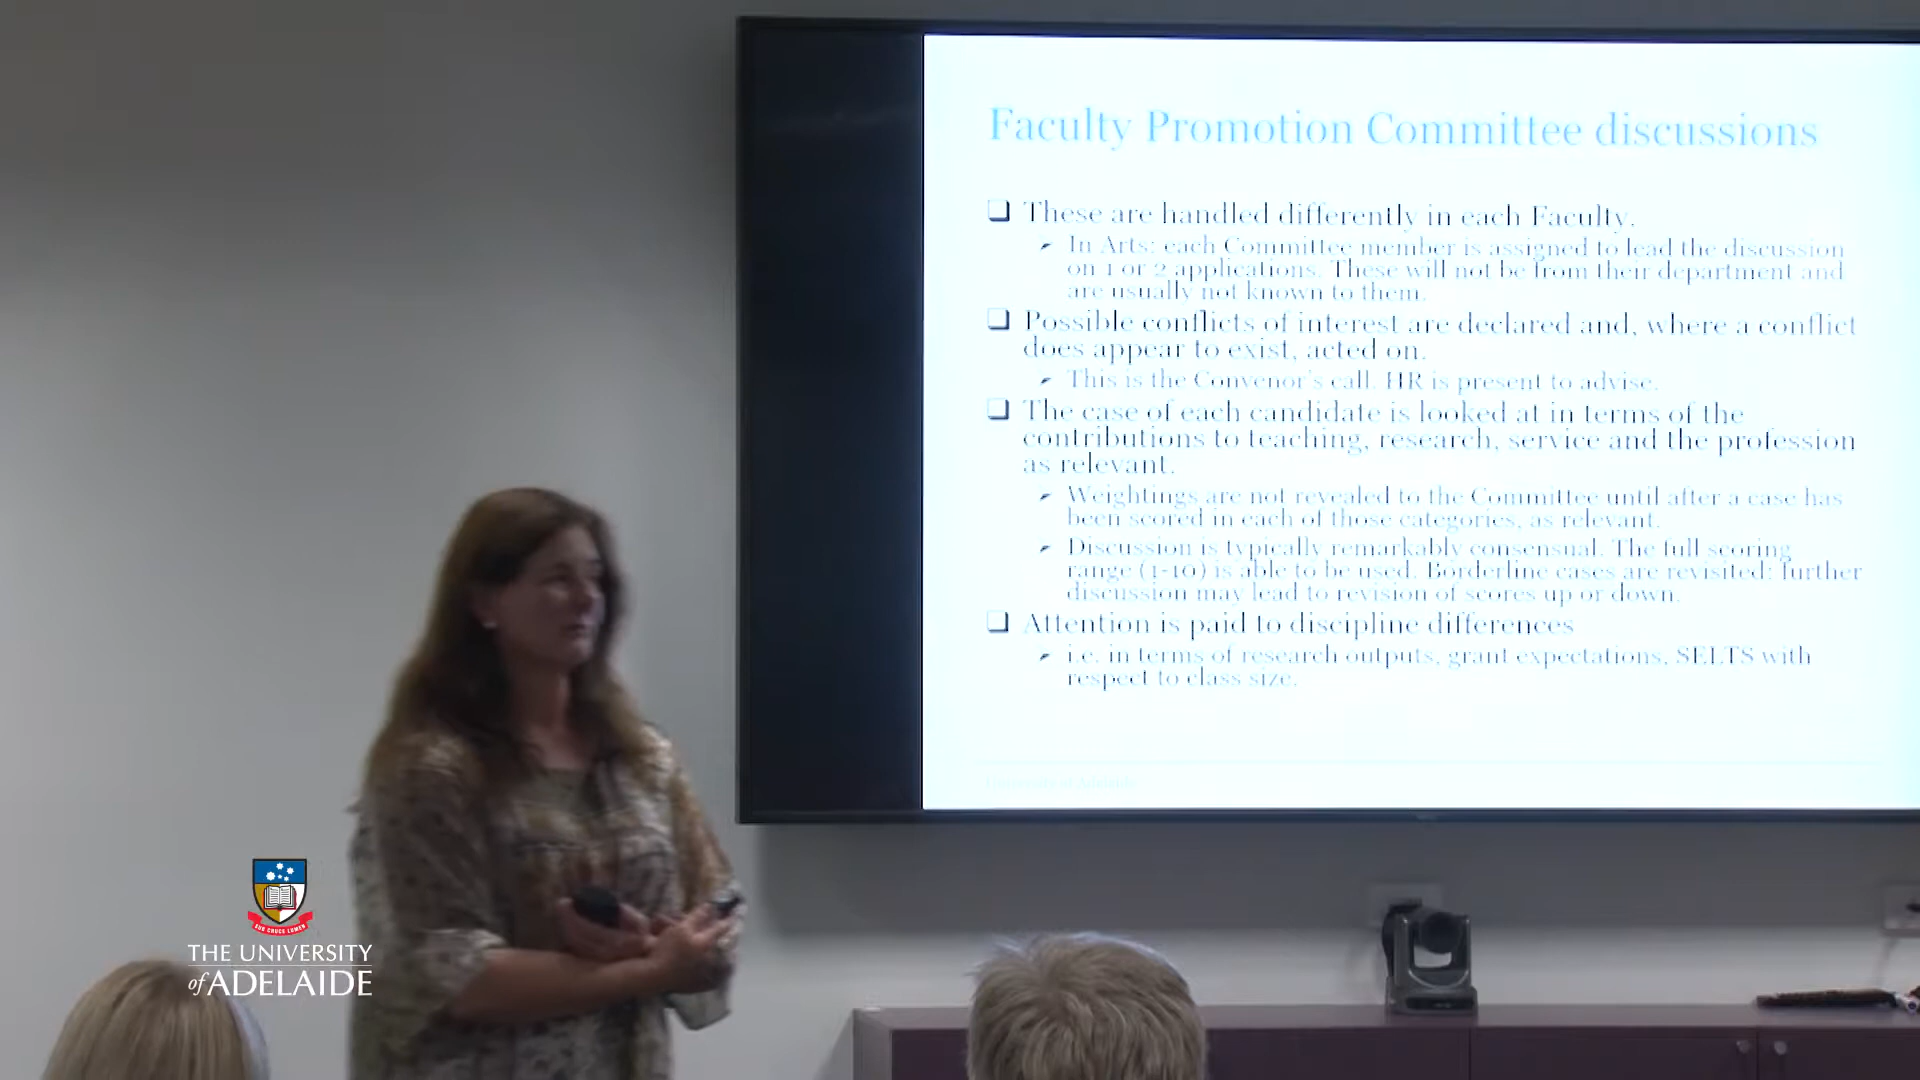 Faculty Promotion Committee discussions
These are handled differently in each Faculty.
In Arts: each Committee member is assigned to lead the discussion
on 1 or 2 applications. These will not be from their department and
are usually not known to them.
Possible conflicts of interest are declared and, where a conflict
does appear to exist, acted on.
This is the Convenor's call. HR is present to advise.
The case of each candidate is looked at in terms of the
contributions to teaching, research, service and the profession
as relevant.
Weightings are not revealed to the Committee until after a case has
been scored in each of those categories, as relevant.
Discussion is typically remarkably consensual. The full scoring
range (1-10) is able to be used. Borderline cases are revisited: further
discussion may lead to revision of scores up or down.
Attention is paid to discipline differences
i.e. in terms of research outputs, grant expectations, SELTS with
respect to class size.
University of Adelaide
SUB CRUCE LUMEN
THE UNIVERSITY
of ADELAIDE